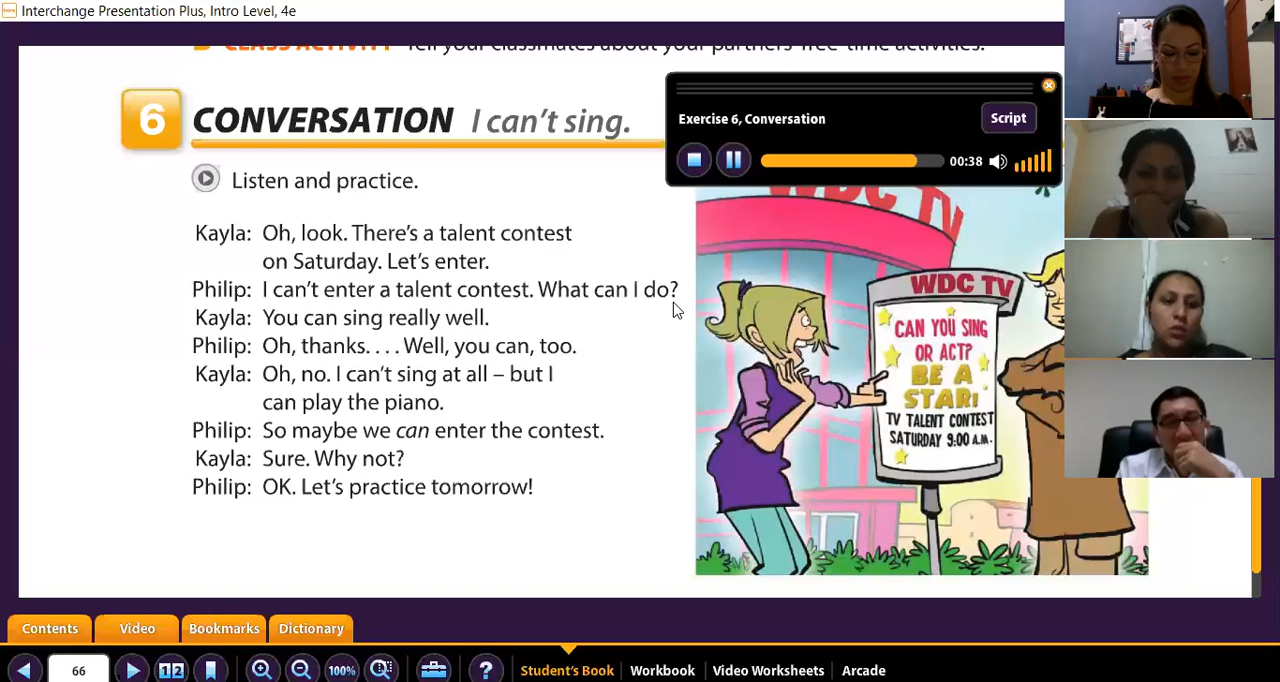 Interchange Presentation Plus, Intro Level, 4e
CLASS ACTIVITY Tell your classmates about your partners' free-time activities.
6 CONVERSATION I can't sing.
Listen and practice.
Kayla: Oh, look. There's a talent contest
on Saturday. Let's enter.
Philip: I can't enter a talent contest. What can I do?
Kayla: You can sing really well.
Philip: Oh, thanks. . . . Well, you can, too.
Kayla: Oh, no. I can't sing at all – but I
can play the piano.
Philip: So maybe we can enter the contest.
Kayla: Sure. Why not?
Philip: OK. Let's practice tomorrow!
Exercise 6, Conversation
Script
00:38
WDC TV
WDC TV
CAN YOU SING
OR ACT?
BE A
STAR!
TV TALENT CONTEST
SATURDAY 9:00 A.M.
Contents Video Bookmarks Dictionary
66 12 100% ? Student's Book Workbook Video Worksheets Arcade